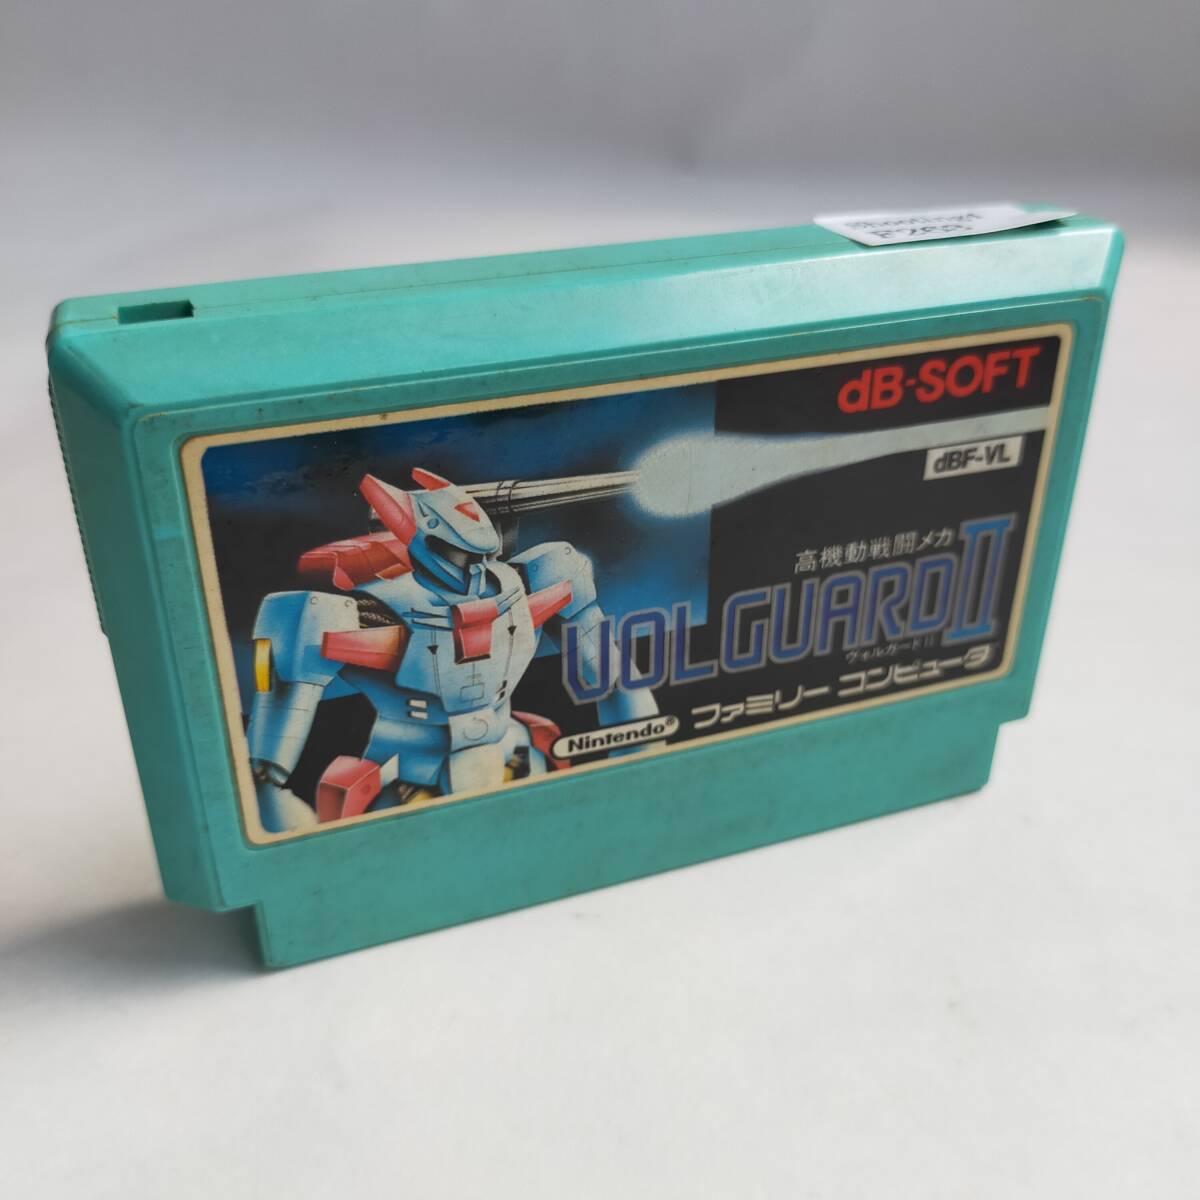 Shooting4
dB-SOFT
dBF-VL
高機動戦闘メカ
VOLGUARD II
ヴォルガードII
Nintendo®
ファミリー コンピュータ